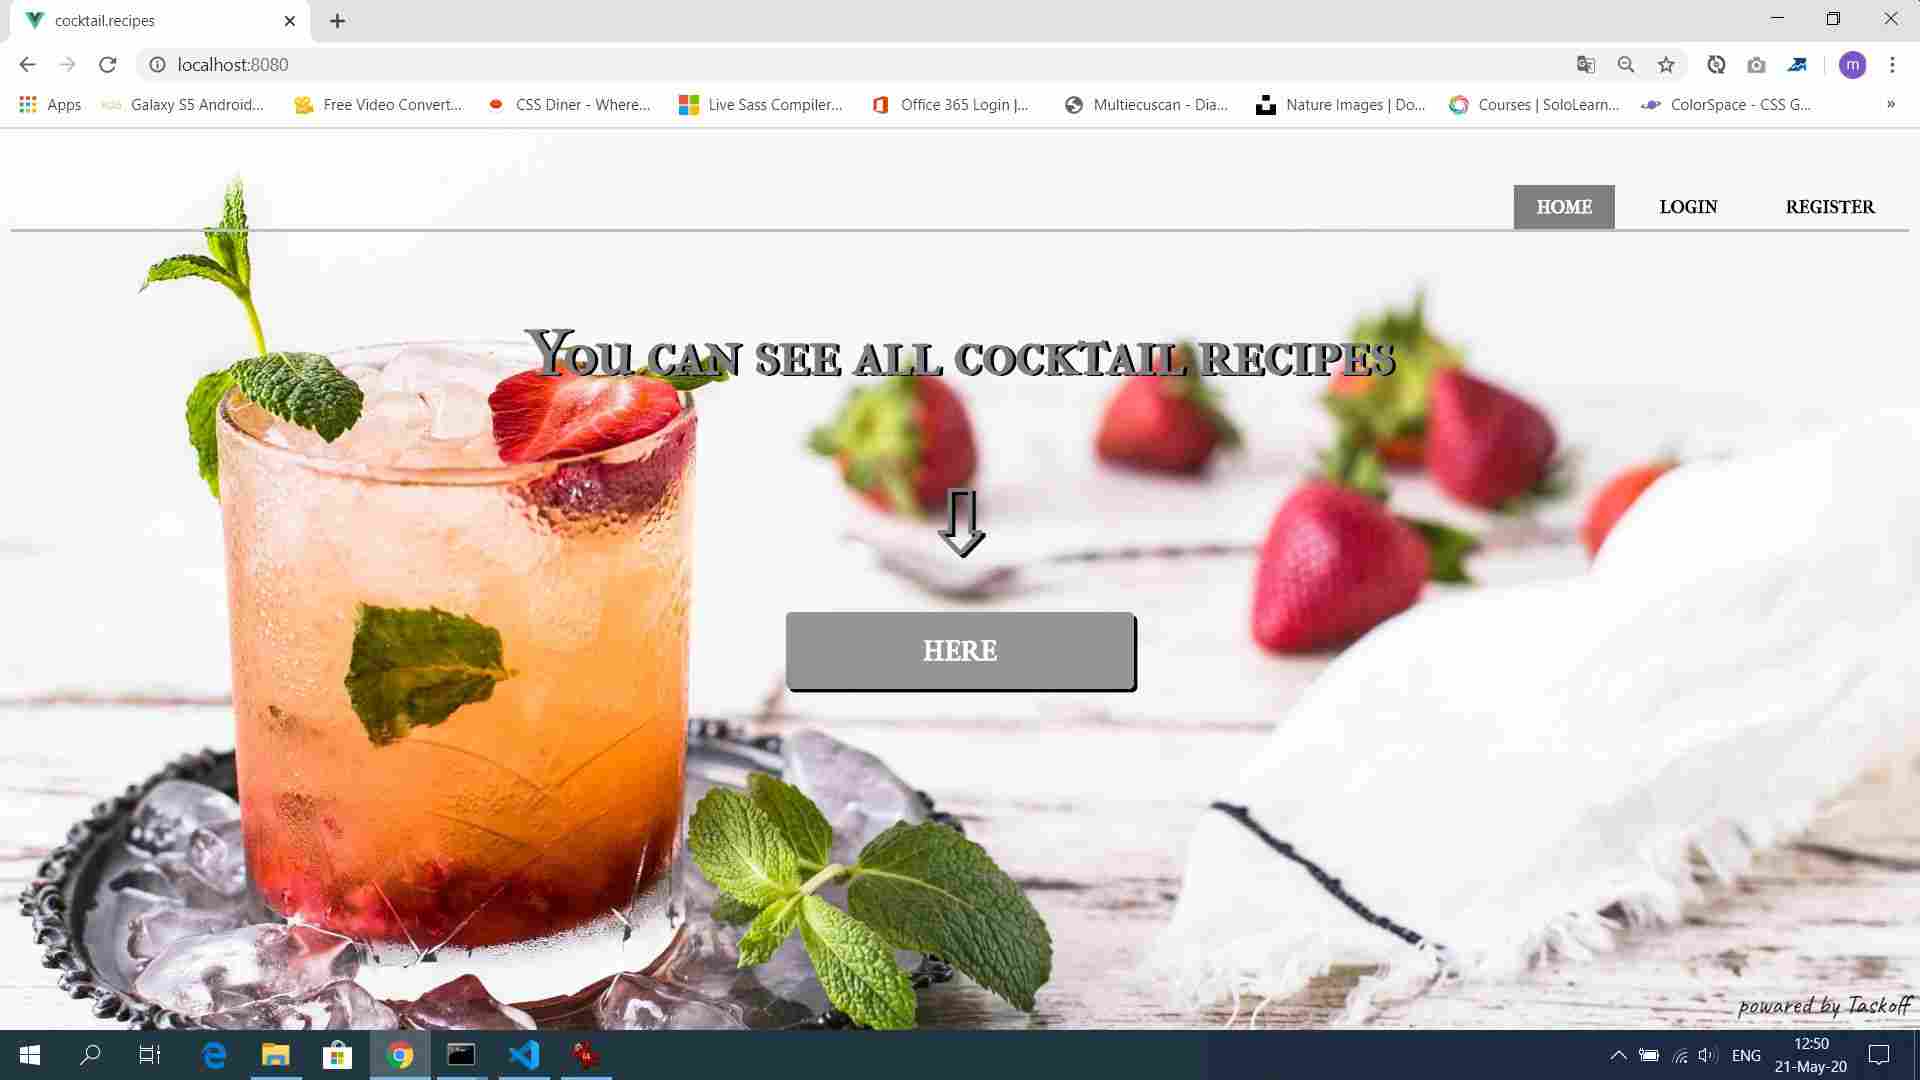 cocktail.recipes
localhost:8080
m
Apps
Galaxy S5 Android...
Free Video Convert...
CSS Diner - Where...
Live Sass Compiler...
Office 365 Login |...
Multiecuscan - Dia...
Nature Images | Do...
Courses | SoloLearn...
ColorSpace - CSS G...
»
HOME LOGIN REGISTER
You can see all cocktail recipes
HERE
powered by Taskoff
ENG
12:50
21-May-20